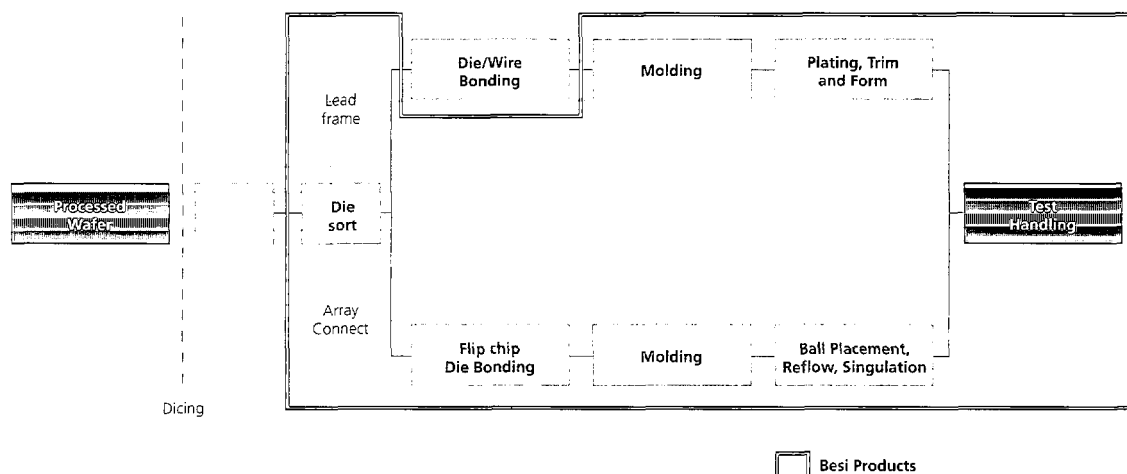 Die/Wire
Bonding
Molding
Plating, Trim
and Form
Lead
frame
Processed
Wafer
Die
sort
Test
Handling
Array
Connect
Flip chip
Die Bonding
Molding
Ball Placement,
Reflow, Singulation
Dicing
Besi Products